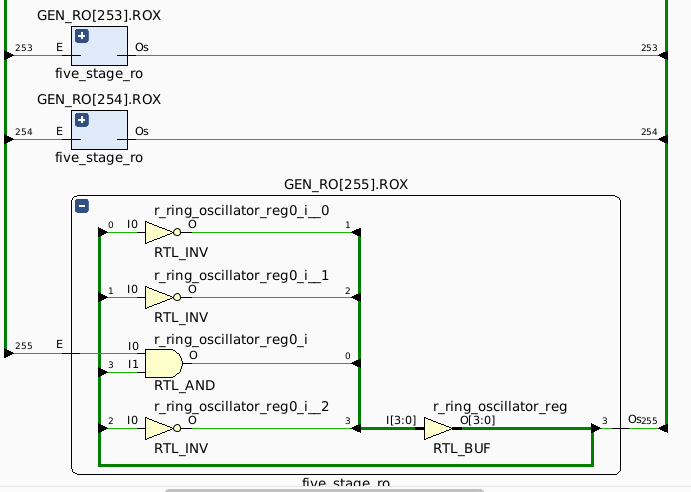 GEN_RO[253].ROX
253 E Os 253
five_stage_ro
GEN_RO[254].ROX
254 E Os 254
five_stage_ro
GEN_RO[255].ROX
r_ring_oscillator_reg0_i__0
0 I0 O 1
RTL_INV
r_ring_oscillator_reg0_i__1
1 I0 O 2
RTL_INV
r_ring_oscillator_reg0_i
255 E I0 O 0
3 I1
RTL_AND
r_ring_oscillator_reg0_i__2 r_ring_oscillator_reg
2 I0 O 3 I[3:0] O[3:0] 3 Os 255
RTL_INV RTL_BUF
five_stage_ro